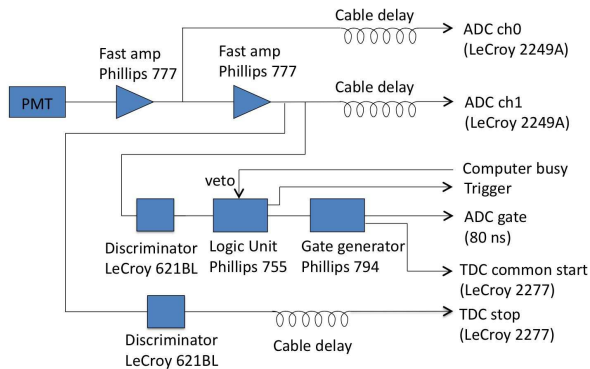 Cable delay
ADC ch0
(LeCroy 2249A)
Fast amp
Phillips 777
Fast amp
Phillips 777
PMT
Cable delay
ADC ch1
(LeCroy 2249A)
Computer busy
veto
Trigger
ADC gate
(80 ns)
Discriminator
LeCroy 621BL
Logic Unit
Phillips 755
Gate generator
Phillips 794
TDC common start
(LeCroy 2277)
TDC stop
(LeCroy 2277)
Discriminator
LeCroy 621BL
Cable delay